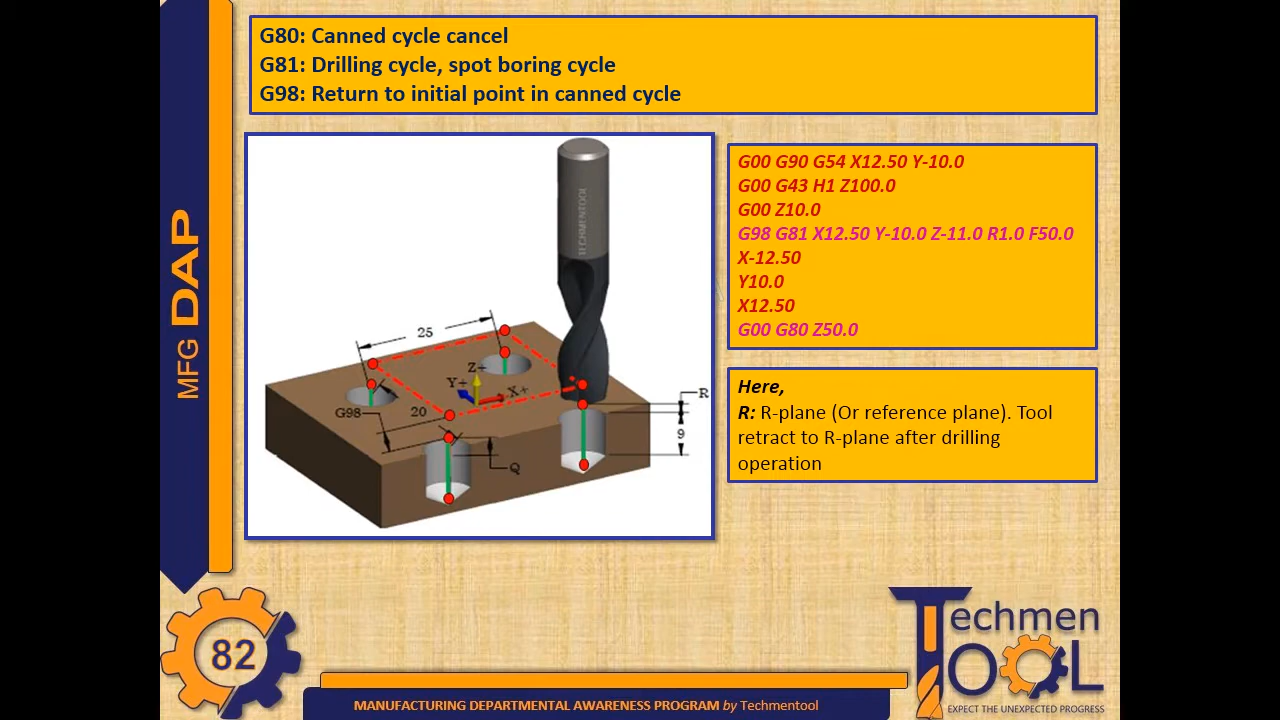 G80: Canned cycle cancel
G81: Drilling cycle, spot boring cycle
G98: Return to initial point in canned cycle
MFG DAP
TECHMENTOOL
25
Z+
Y+
X+
G98
20
Q
R
9
G00 G90 G54 X12.50 Y-10.0
G00 G43 H1 Z100.0
G00 Z10.0
G98 G81 X12.50 Y-10.0 Z-11.0 R1.0 F50.0
X-12.50
Y10.0
X12.50
G00 G80 Z50.0
Here,
R: R-plane (Or reference plane). Tool
retract to R-plane after drilling
operation
82
MANUFACTURING DEPARTMENTAL AWARENESS PROGRAM by Techmentool
Techmen
TOOL
EXPECT THE UNEXPECTED PROGRESS